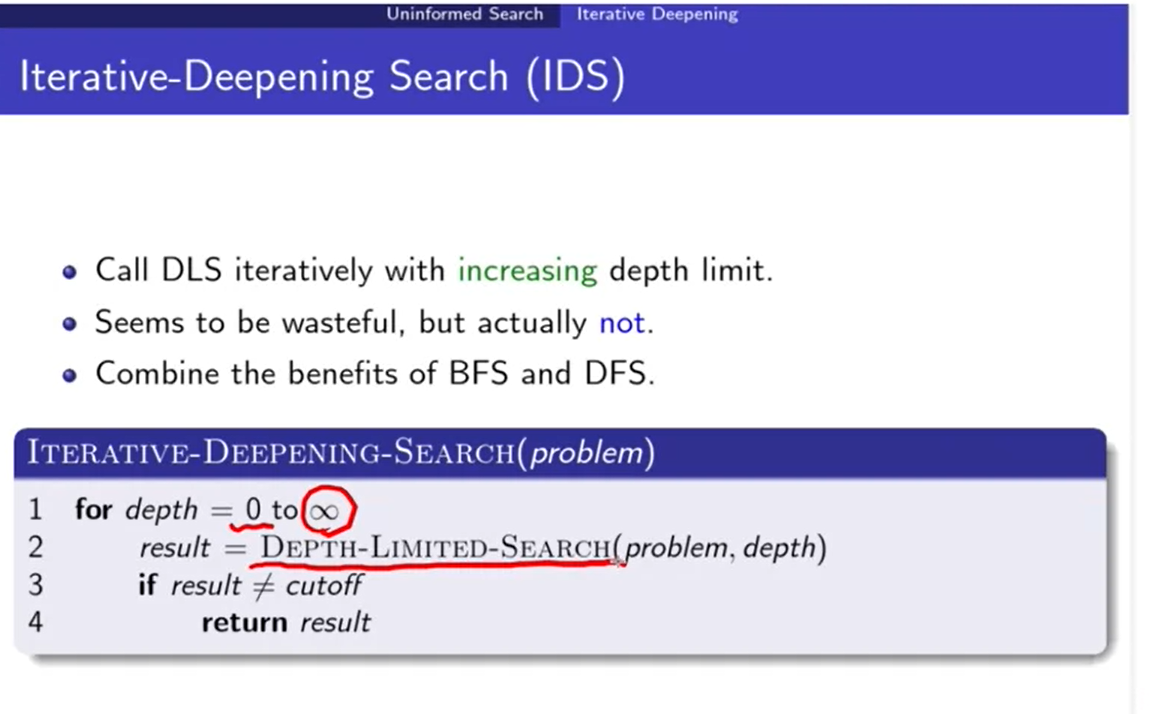 Uninformed Search Iterative Deepening
Iterative-Deepening Search (IDS)
Call DLS iteratively with increasing depth limit.
Seems to be wasteful, but actually not.
Combine the benefits of BFS and DFS.
ITERATIVE-DEEPENING-SEARCH(problem)
1 for depth = 0 to ∞
2 result = DEPTH-LIMITED-SEARCH(problem, depth)
3 if result ≠ cutoff
4 return result